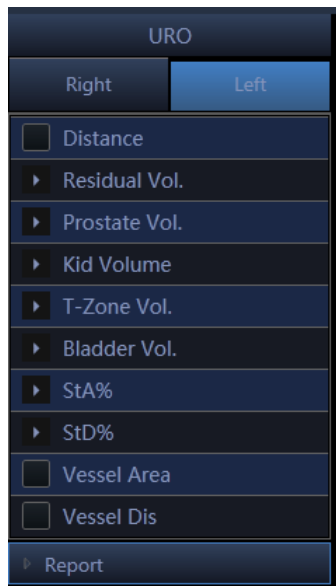 URO
Right Left
Distance
Residual Vol.
Prostate Vol.
Kid Volume
T-Zone Vol.
Bladder Vol.
StA%
StD%
Vessel Area
Vessel Dis
Report